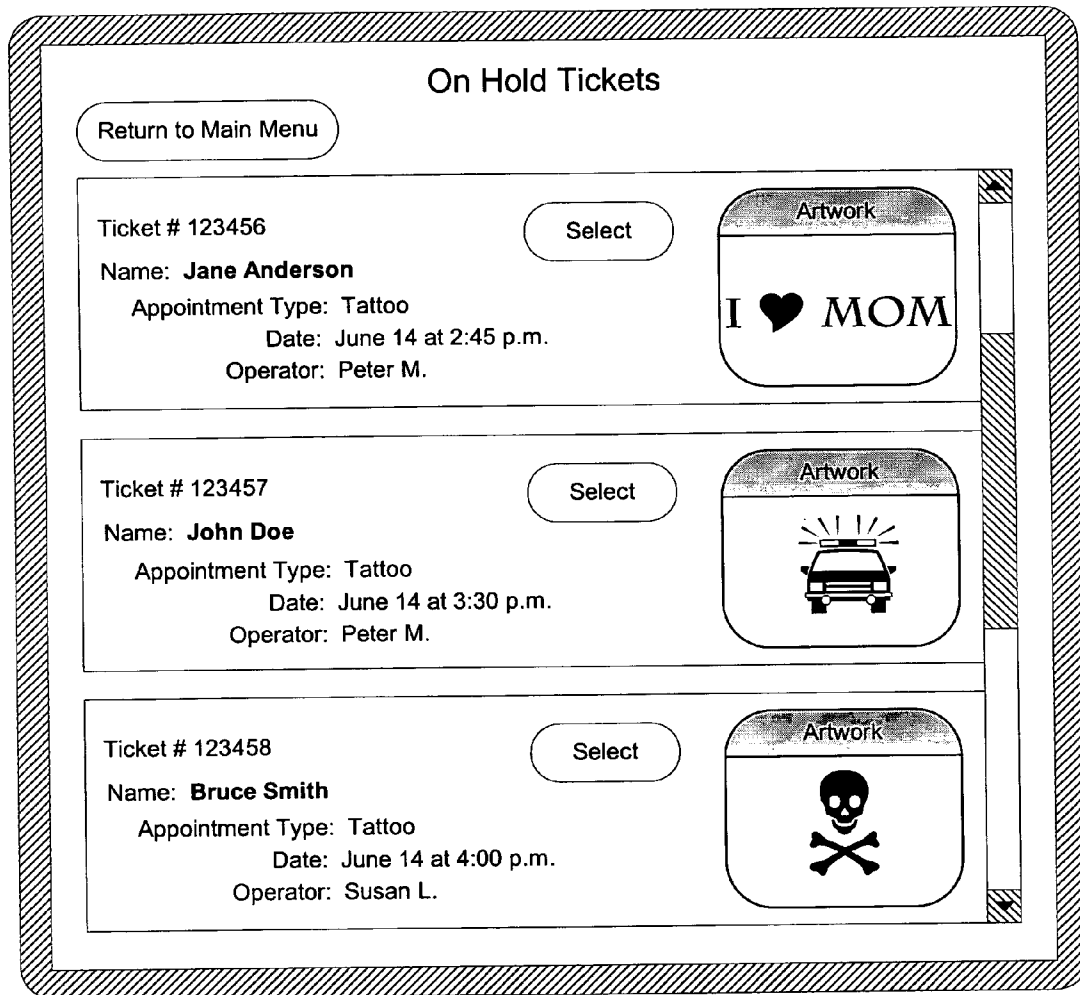 On Hold Tickets
Return to Main Menu
Ticket # 123456
Select
Artwork
Name: Jane Anderson
Appointment Type: Tattoo
Date: June 14 at 2:45 p.m.
Operator: Peter M.
I ♥ MOM
Ticket # 123457
Select
Artwork
Name: John Doe
Appointment Type: Tattoo
Date: June 14 at 3:30 p.m.
Operator: Peter M.
Ticket # 123458
Select
Artwork
Name: Bruce Smith
Appointment Type: Tattoo
Date: June 14 at 4:00 p.m.
Operator: Susan L.